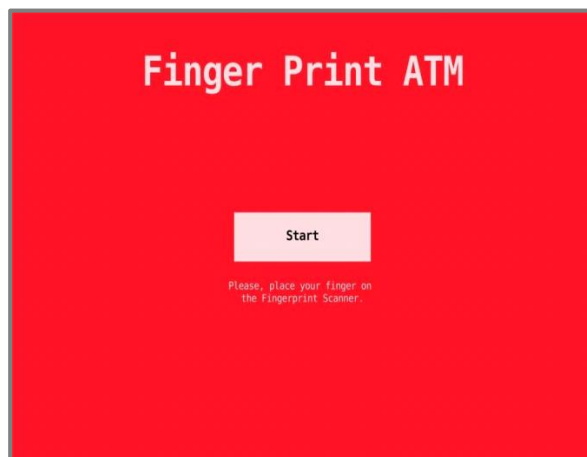 Finger Print ATM
Start
Please, place your finger on
the Fingerprint Scanner.